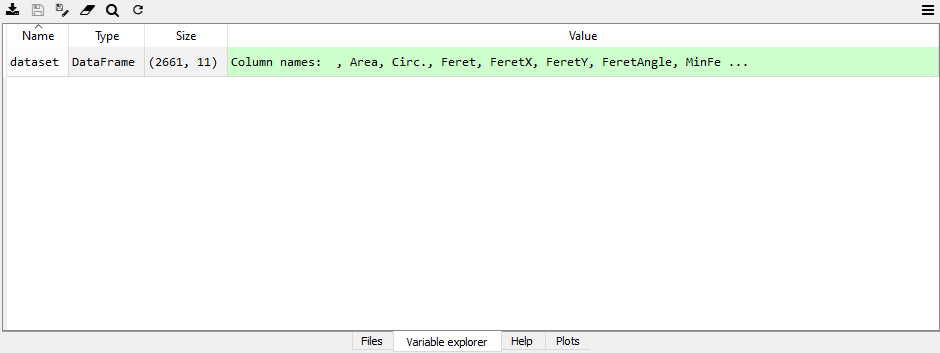 Name Type Size Value
dataset DataFrame (2661, 11) Column names:  , Area, Circ., Feret, FeretX, FeretY, FeretAngle, MinFe ...
Files Variable explorer Help Plots